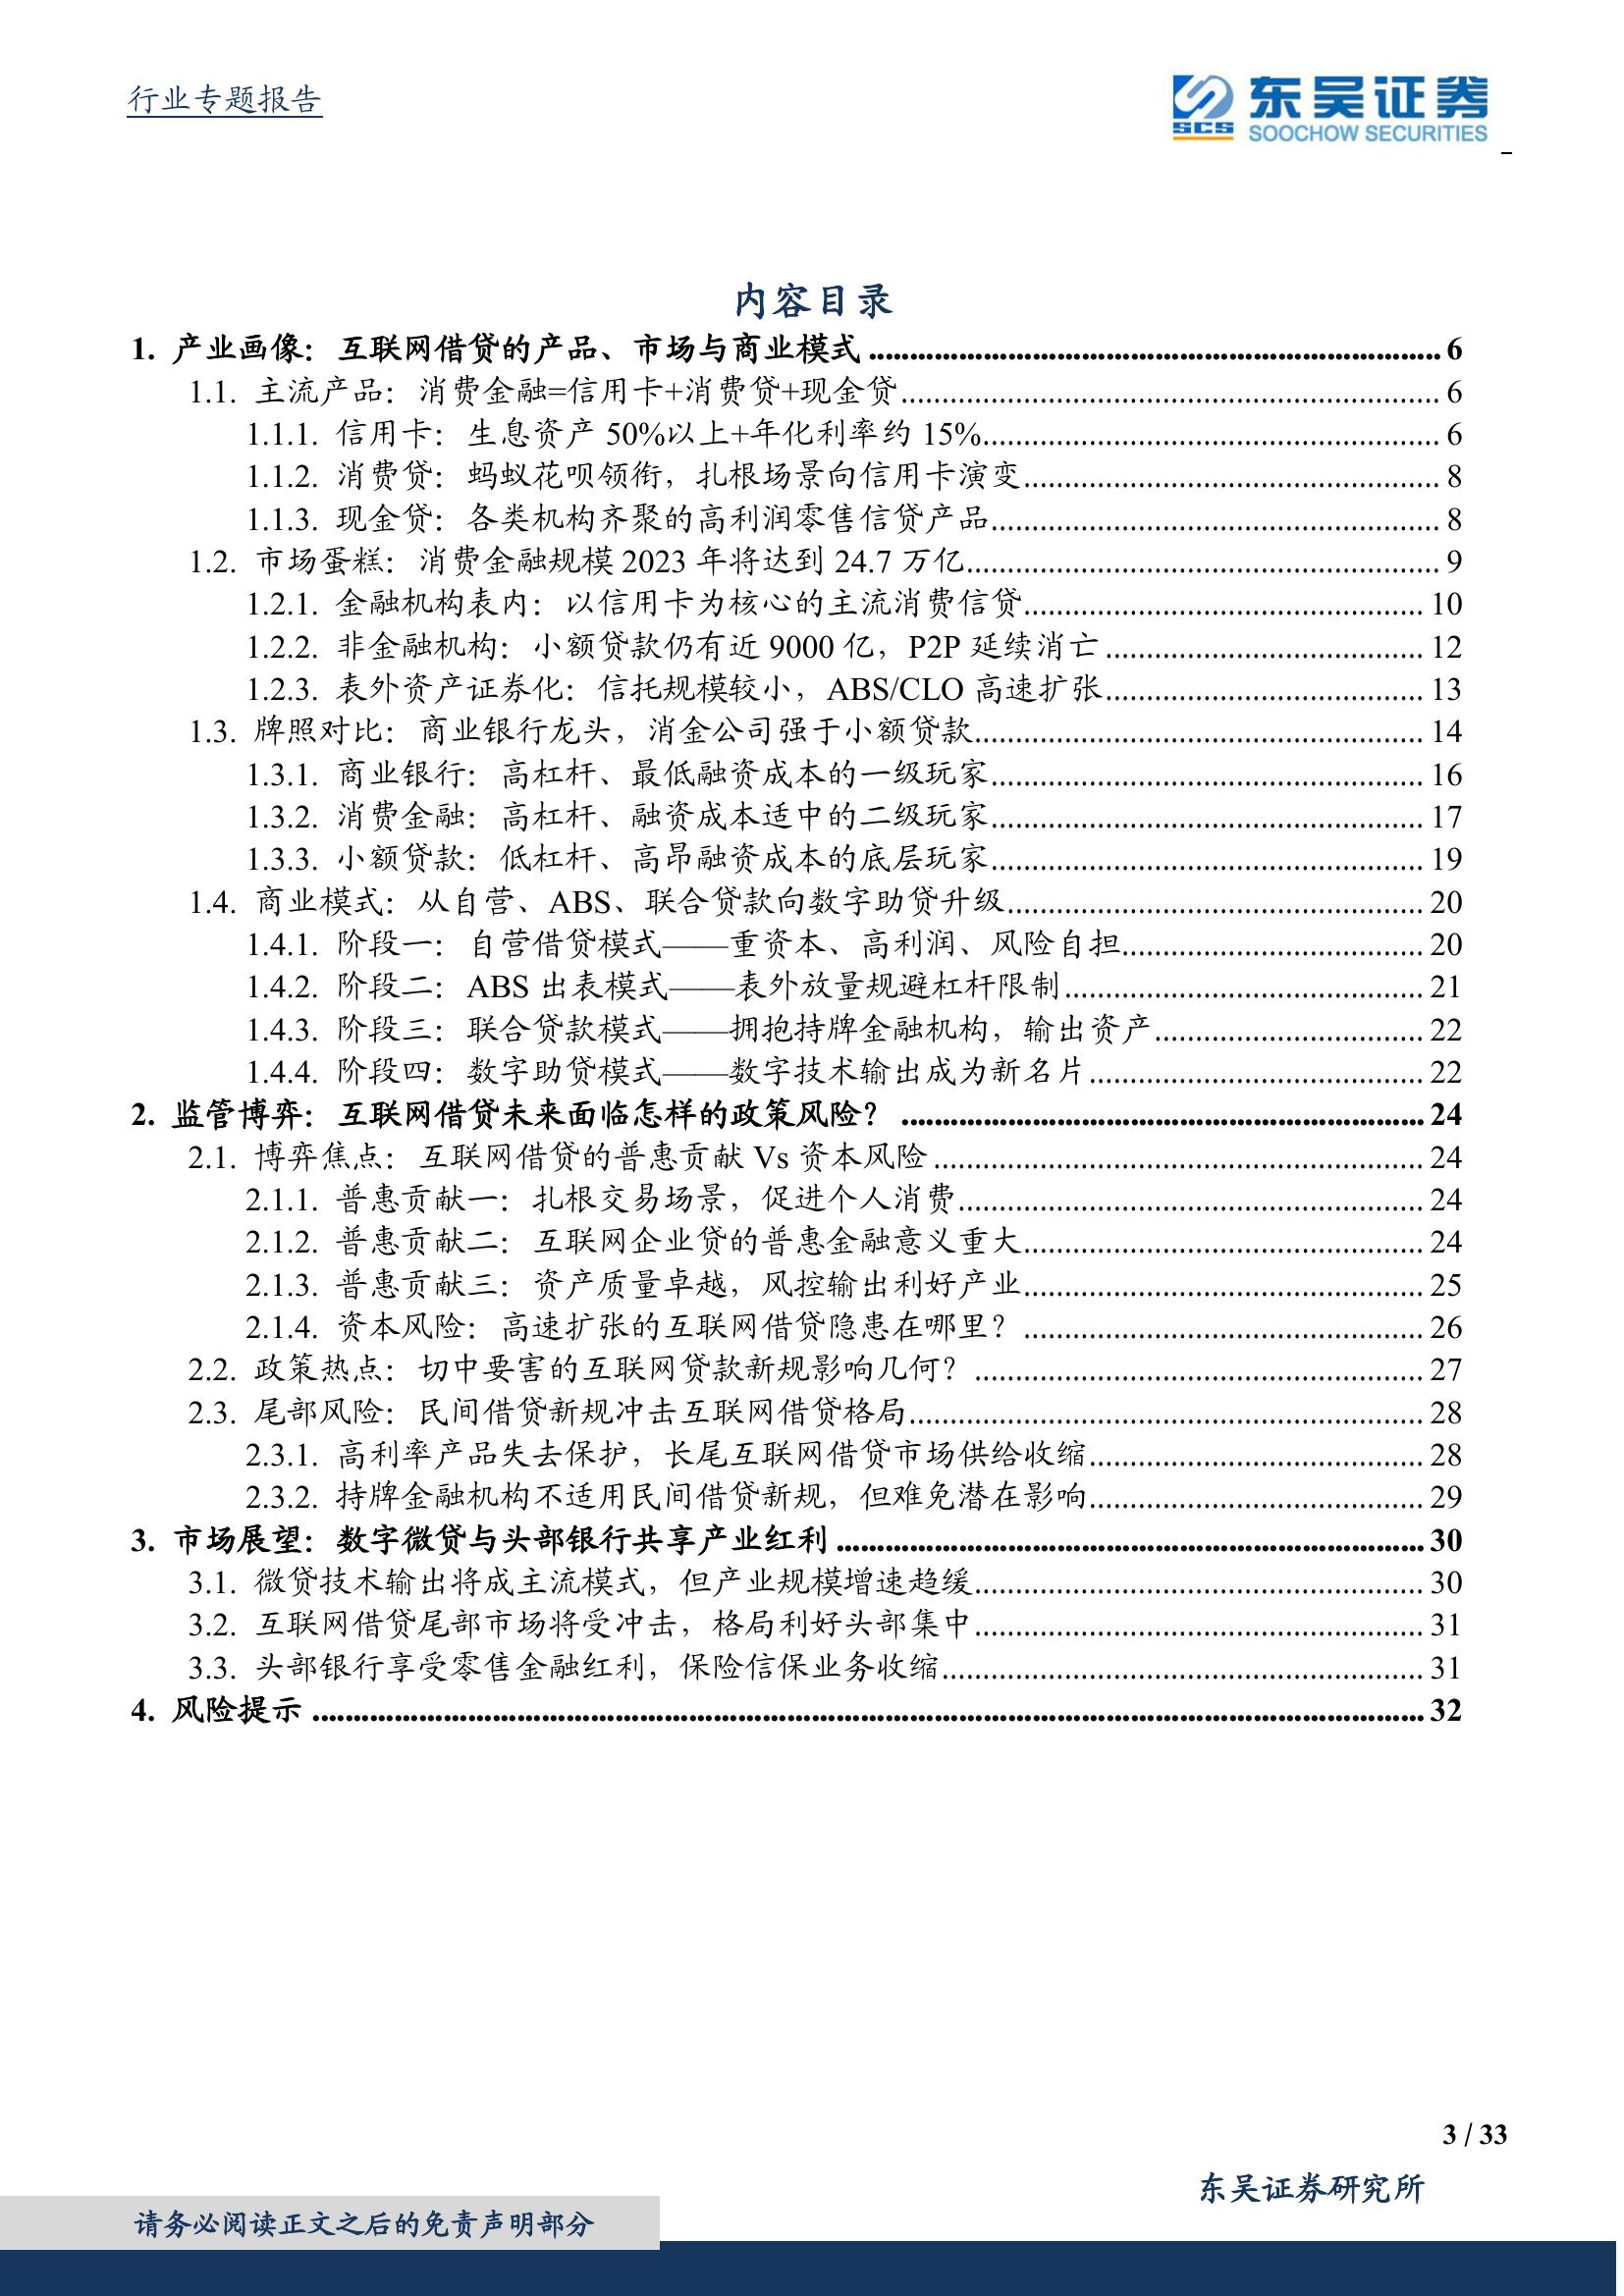 行业专题报告
SCS 东吴证券
SOOCHOW SECURITIES
内容目录
1. 产业画像：互联网借贷的产品、市场与商业模式 6
1.1. 主流产品：消费金融=信用卡+消费贷+现金贷 6
1.1.1. 信用卡：生息资产 50%以上+年化利率约 15% 6
1.1.2. 消费贷：蚂蚁花呗领衔，扎根场景向信用卡演变 8
1.1.3. 现金贷：各类机构齐聚的高利润零售信贷产品 8
1.2. 市场蛋糕：消费金融规模 2023 年将达到 24.7 万亿 9
1.2.1. 金融机构表内：以信用卡为核心的主流消费信贷 10
1.2.2. 非金融机构：小额贷款仍有近 9000 亿，P2P 延续消亡 12
1.2.3. 表外资产证券化：信托规模较小，ABS/CLO 高速扩张 13
1.3. 牌照对比：商业银行龙头，消金公司强于小额贷款 14
1.3.1. 商业银行：高杠杆、最低融资成本的一级玩家 16
1.3.2. 消费金融：高杠杆、融资成本适中的二级玩家 17
1.3.3. 小额贷款：低杠杆、高昂融资成本的底层玩家 19
1.4. 商业模式：从自营、ABS、联合贷款向数字助贷升级 20
1.4.1. 阶段一：自营借贷模式——重资本、高利润、风险自担 20
1.4.2. 阶段二：ABS 出表模式——表外放量规避杠杆限制 21
1.4.3. 阶段三：联合贷款模式——拥抱持牌金融机构，输出资产 22
1.4.4. 阶段四：数字助贷模式——数字技术输出成为新名片 22
2. 监管博弈：互联网借贷未来面临怎样的政策风险？ 24
2.1. 博弈焦点：互联网借贷的普惠贡献 Vs 资本风险 24
2.1.1. 普惠贡献一：扎根交易场景，促进个人消费 24
2.1.2. 普惠贡献二：互联网企业贷的普惠金融意义重大 24
2.1.3. 普惠贡献三：资产质量卓越，风控输出利好产业 25
2.1.4. 资本风险：高速扩张的互联网借贷隐患在哪里？ 26
2.2. 政策热点：切中要害的互联网贷款新规影响几何？ 27
2.3. 尾部风险：民间借贷新规冲击互联网借贷格局 28
2.3.1. 高利率产品失去保护，长尾互联网借贷市场供给收缩 28
2.3.2. 持牌金融机构不适用民间借贷新规，但难免潜在影响 29
3. 市场展望：数字微贷与头部银行共享产业红利 30
3.1. 微贷技术输出将成主流模式，但产业规模增速趋缓 30
3.2. 互联网借贷尾部市场将受冲击，格局利好头部集中 31
3.3. 头部银行享受零售金融红利，保险信保业务收缩 31
4. 风险提示 32
3 / 33
东吴证券研究所
请务必阅读正文之后的免责声明部分